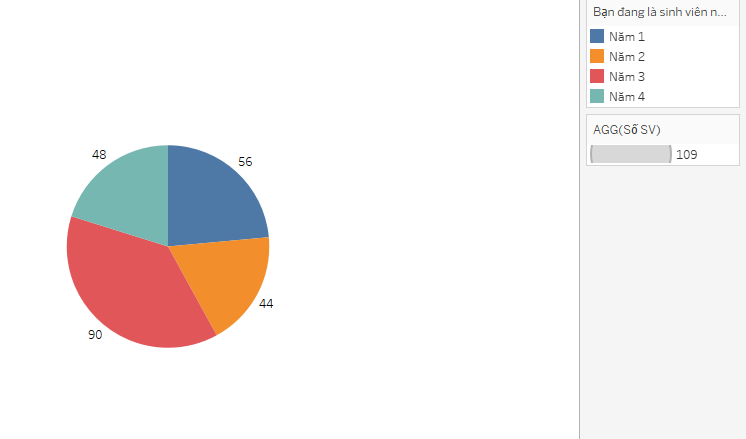 Bạn đang là sinh viên n...
Năm 1
Năm 2
Năm 3
Năm 4
AGG(Số SV)
109
48
56
44
90